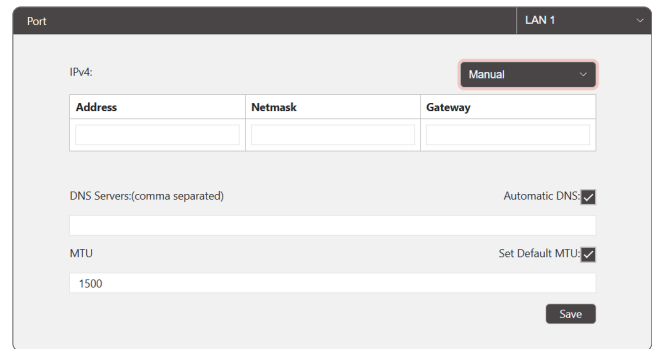 Port LAN 1
IPv4: Manual
Address Netmask Gateway
DNS Servers:(comma separated) Automatic DNS:
MTU Set Default MTU:
1500
Save